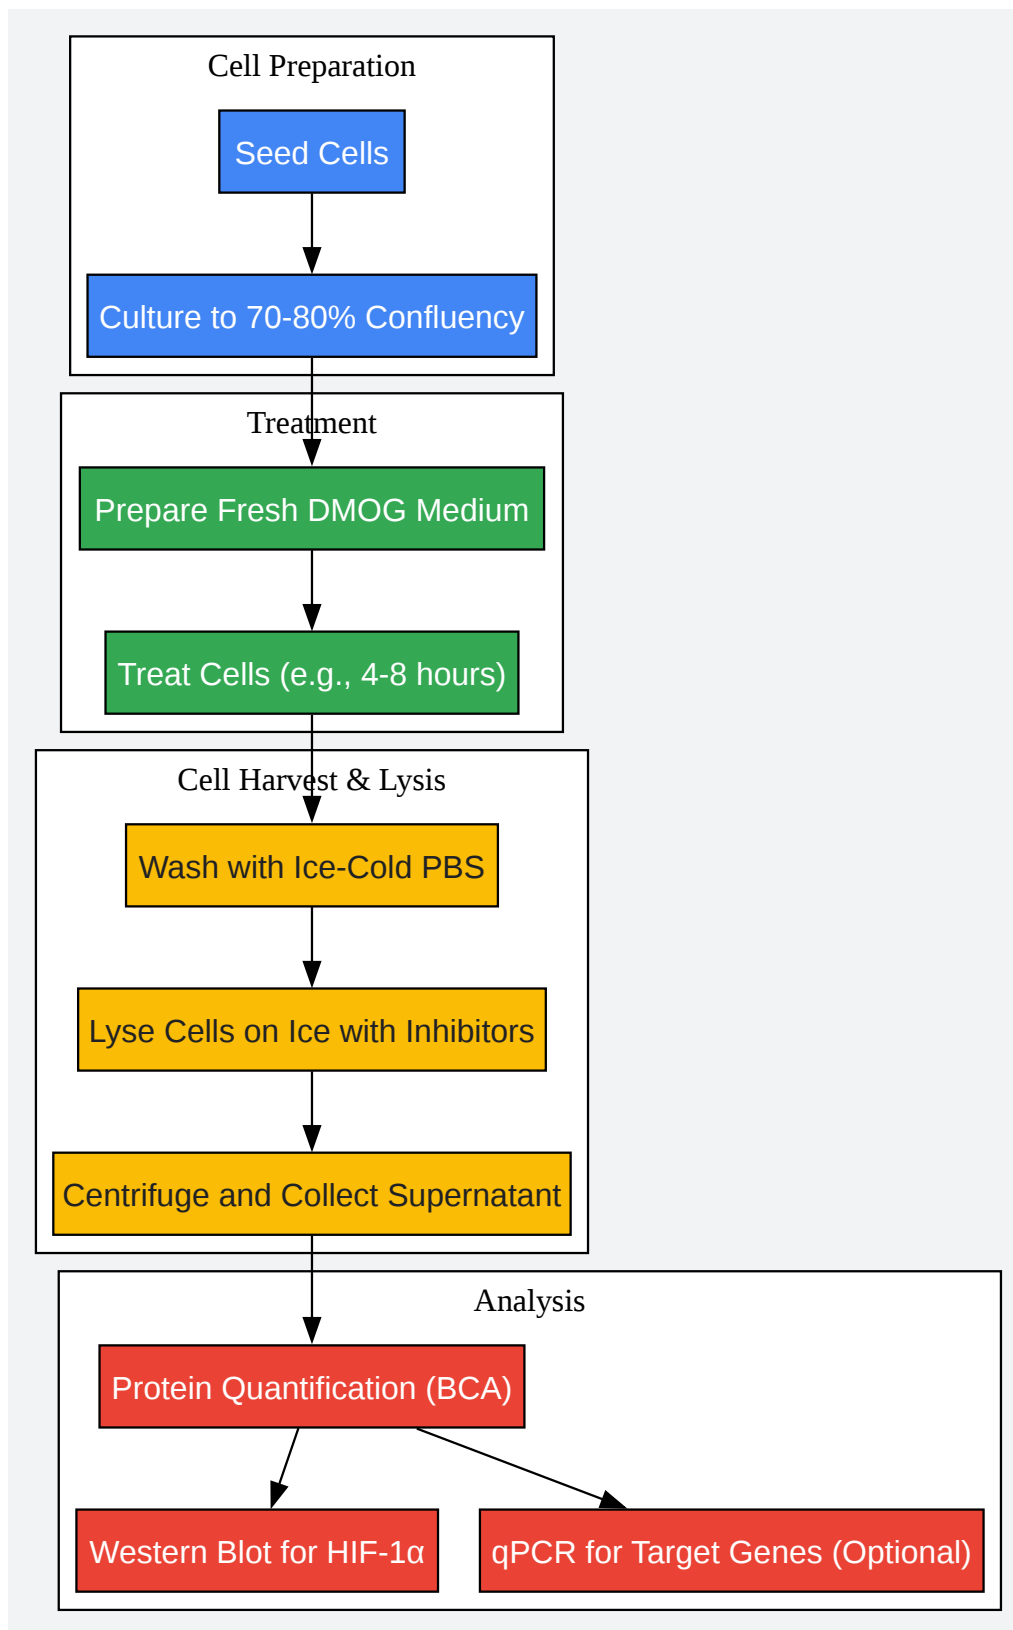 Cell Preparation
Seed Cells
Culture to 70-80% Confluency
Treatment
Prepare Fresh DMOG Medium
Treat Cells (e.g., 4-8 hours)
Cell Harvest & Lysis
Wash with Ice-Cold PBS
Lyse Cells on Ice with Inhibitors
Centrifuge and Collect Supernatant
Analysis
Protein Quantification (BCA)
Western Blot for HIF-1α
qPCR for Target Genes (Optional)